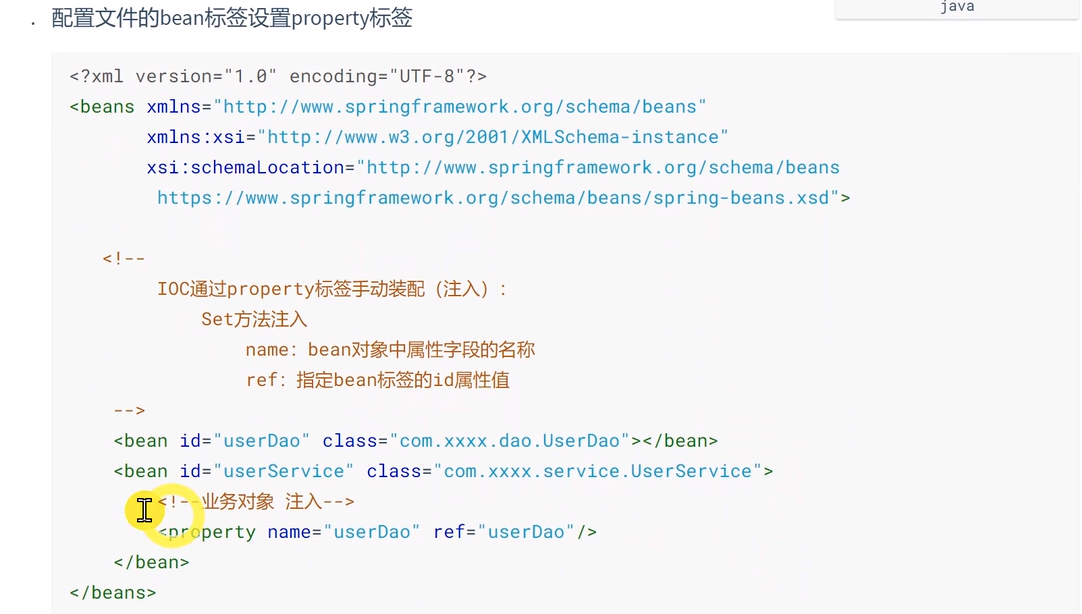 java
. 配置文件的bean标签设置property标签
<?xml version="1.0" encoding="UTF-8"?>
<beans xmlns="http://www.springframework.org/schema/beans"
xmlns:xsi="http://www.w3.org/2001/XMLSchema-instance"
xsi:schemaLocation="http://www.springframework.org/schema/beans
https://www.springframework.org/schema/beans/spring-beans.xsd">
<!--
IOC通过property标签手动装配（注入）：
Set方法注入
name：bean对象中属性字段的名称
ref：指定bean标签的id属性值
-->
<bean id="userDao" class="com.xxxx.dao.UserDao"></bean>
<bean id="userService" class="com.xxxx.service.UserService">
<!--业务对象 注入-->
<property name="userDao" ref="userDao"/>
</bean>
</beans>